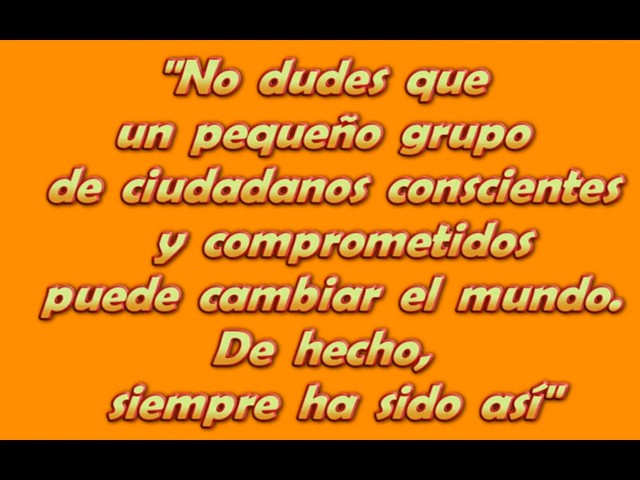 "No dudes que
un pequeño grupo
de ciudadanos conscientes
y comprometidos
puede cambiar el mundo.
De hecho,
siempre ha sido así"